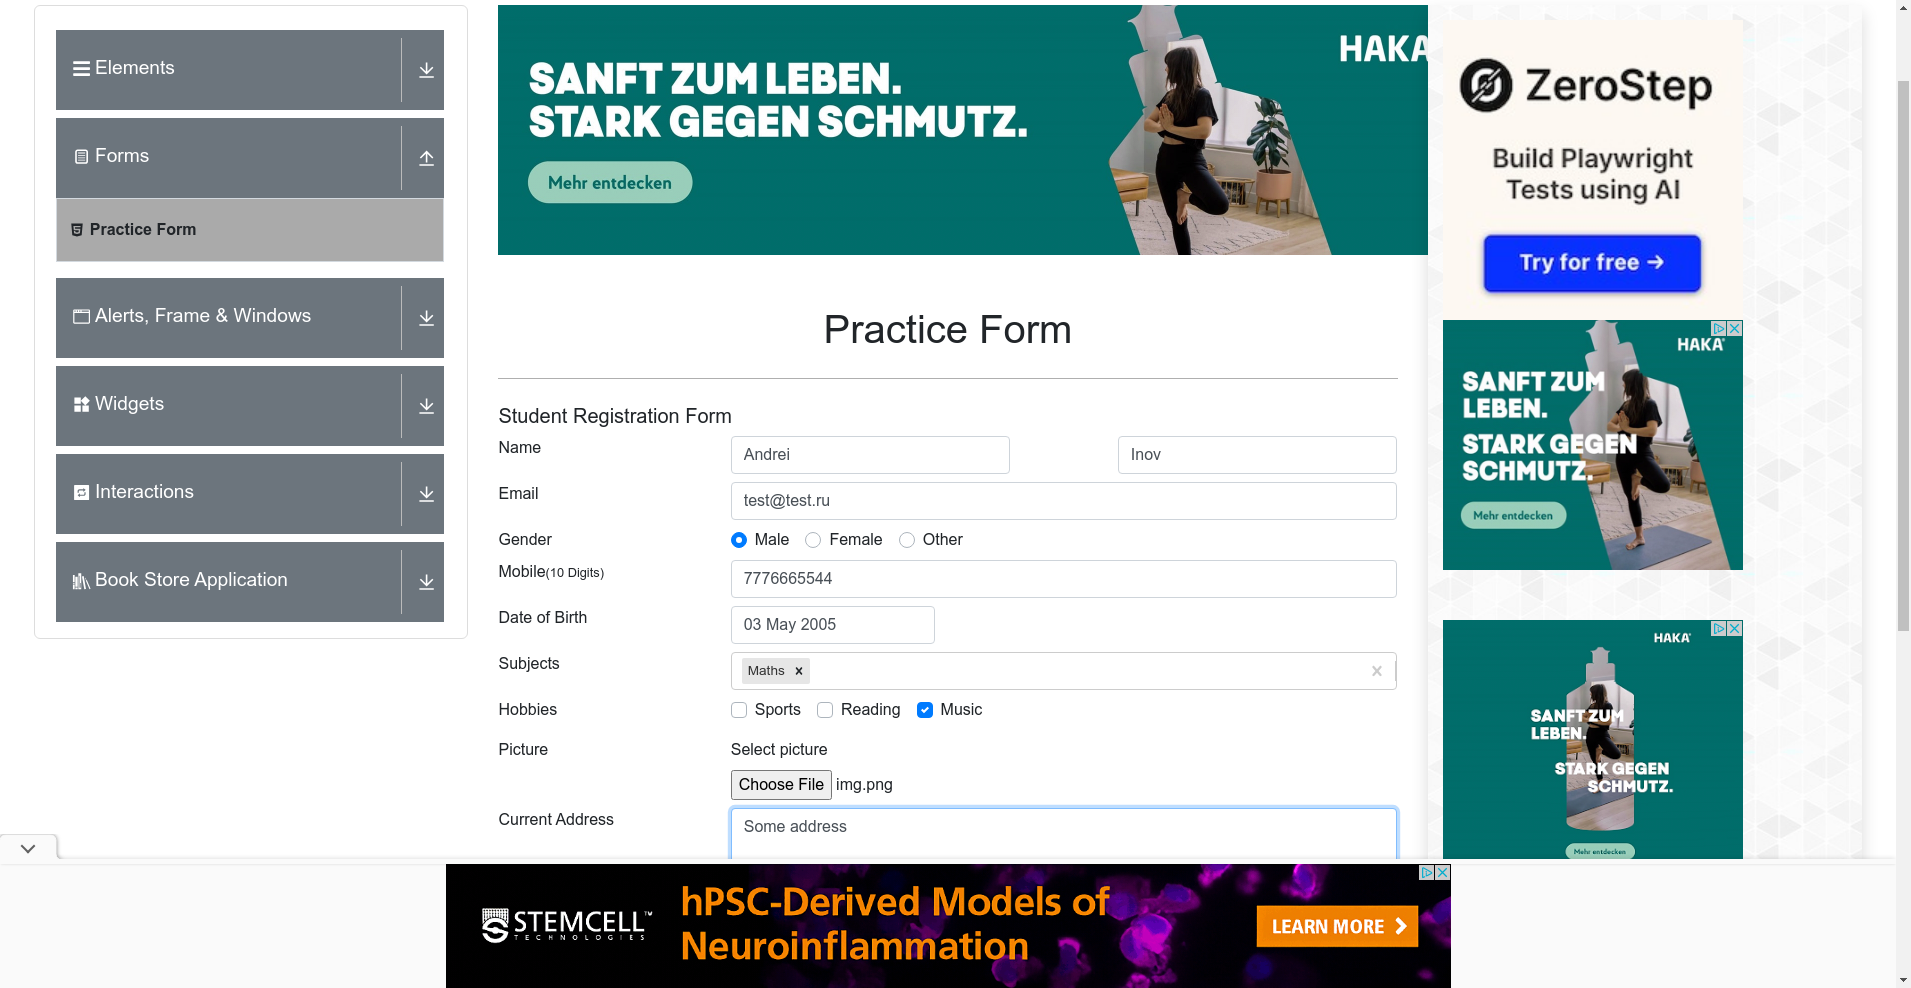 Elements
Forms
Practice Form
Alerts, Frame & Windows
Widgets
Interactions
Book Store Application
HAKA
SANFT ZUM LEBEN.
STARK GEGEN SCHMUTZ.
Mehr entdecken
Practice Form
Student Registration Form
Name Andrei Inov
Email test@test.ru
Gender Male Female Other
Mobile(10 Digits) 7776665544
Date of Birth 03 May 2005
Subjects Maths
Hobbies Sports Reading Music
Picture Select picture
Choose File img.png
Current Address Some address
ZeroStep
Build Playwright
Tests using AI
Try for free →
HAKA
SANFT ZUM
LEBEN.
STARK GEGEN
SCHMUTZ.
Mehr entdecken
HAKA
SANFT ZUM
LEBEN.
STARK GEGEN
SCHMUTZ.
Mehr entdecken
STEMCELL™
TECHNOLOGIES
hPSC-Derived Models of
Neuroinflammation
LEARN MORE